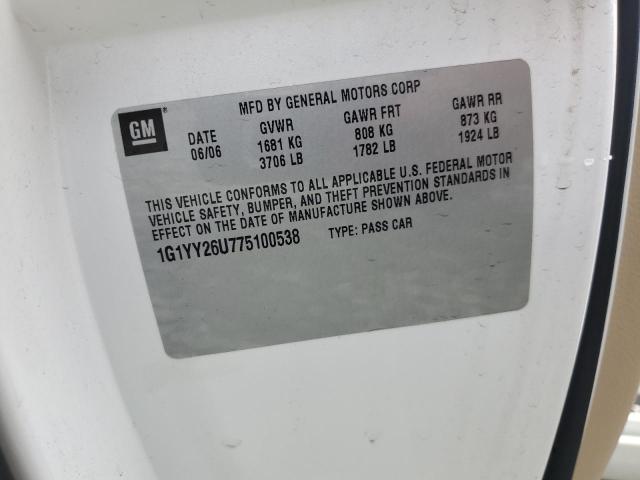 MFD BY GENERAL MOTORS CORP
GM ®
DATE GVWR GAWR FRT GAWR RR
06/06 1681 KG 808 KG 873 KG
3706 LB 1782 LB 1924 LB
THIS VEHICLE CONFORMS TO ALL APPLICABLE U.S. FEDERAL MOTOR
VEHICLE SAFETY, BUMPER, AND THEFT PREVENTION STANDARDS IN
EFFECT ON THE DATE OF MANUFACTURE SHOWN ABOVE.
1G1YY26U775100538 TYPE: PASS CAR